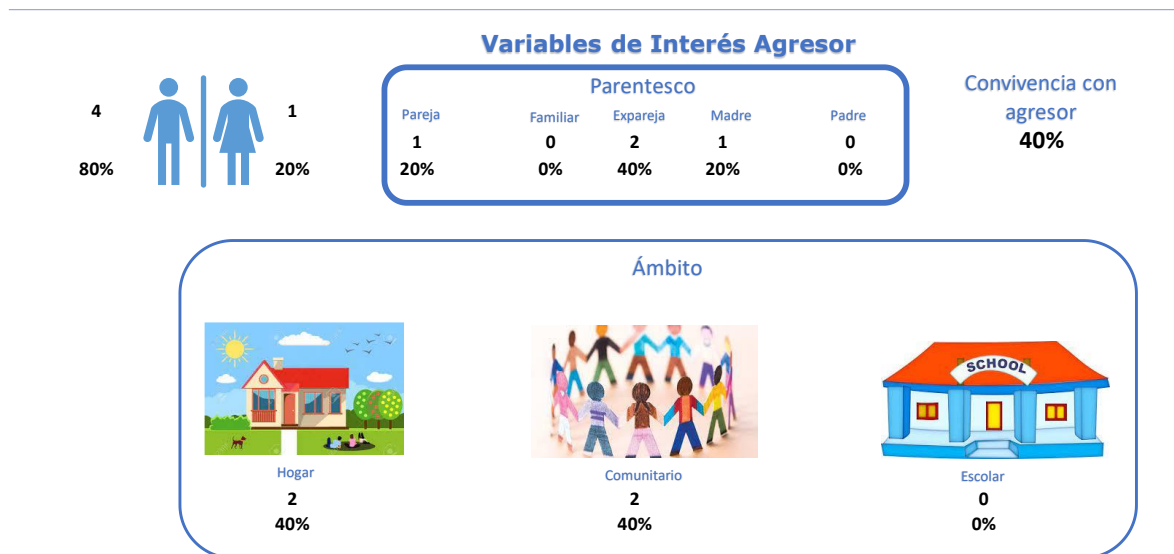 Variables de Interés Agresor
4 1
80% 20%
Parentesco
Pareja Familiar Expareja Madre Padre
1 0 2 1 0
20% 0% 40% 20% 0%
Convivencia con
agresor
40%
Ámbito
SCHOOL
Hogar Comunitario Escolar
2 2 0
40% 40% 0%